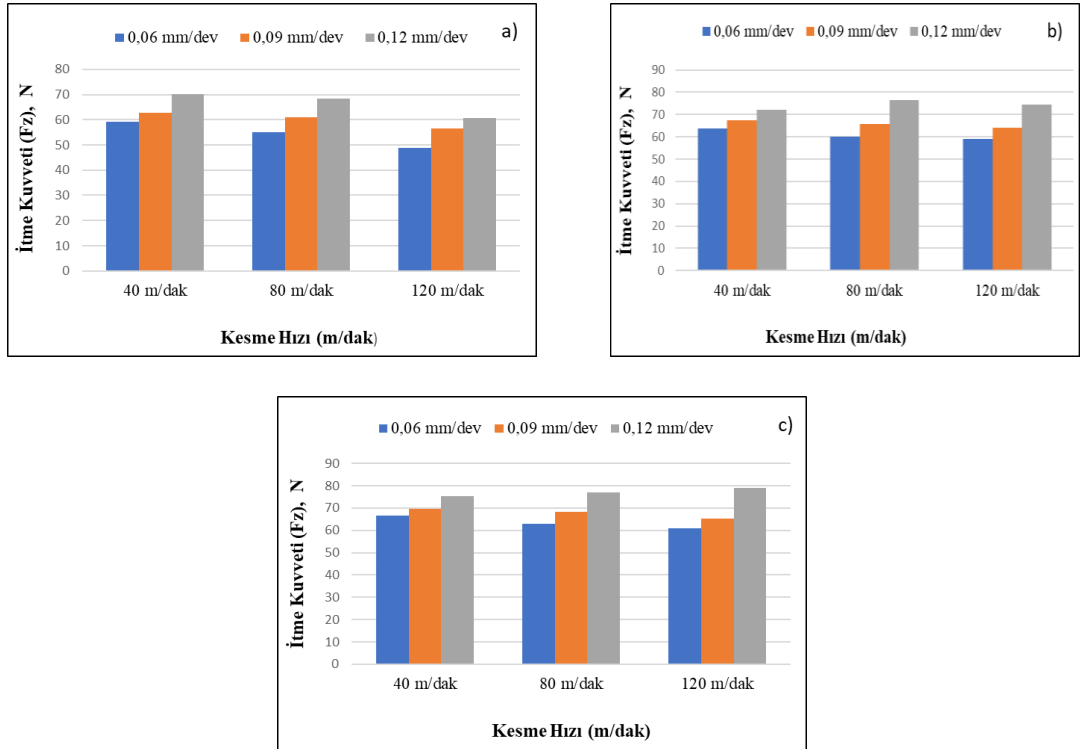 0,06 mm/dev 0,09 mm/dev 0,12 mm/dev a)
İtme Kuvveti (Fz), N
80
70
60
50
40
30
20
10
0
40 m/dak 80 m/dak 120 m/dak
Kesme Hızı (m/dak)
0,06 mm/dev 0,09 mm/dev 0,12 mm/dev b)
İtme Kuvveti (Fz), N
90
80
70
60
50
40
30
20
10
0
40 m/dak 80 m/dak 120 m/dak
Kesme Hızı (m/dak)
0,06 mm/dev 0,09 mm/dev 0,12 mm/dev c)
İtme Kuvveti (Fz), N
90
80
70
60
50
40
30
20
10
0
40 m/dak 80 m/dak 120 m/dak
Kesme Hızı (m/dak)